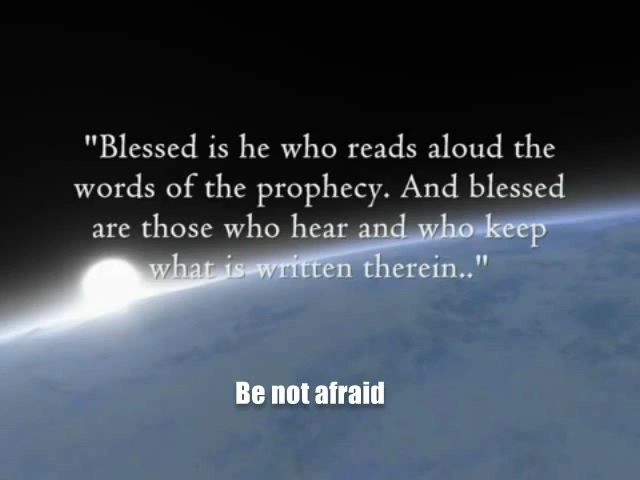 "Blessed is he who reads aloud the
words of the prophecy. And blessed
are those who hear and who keep
what is written therein.."
Be not afraid